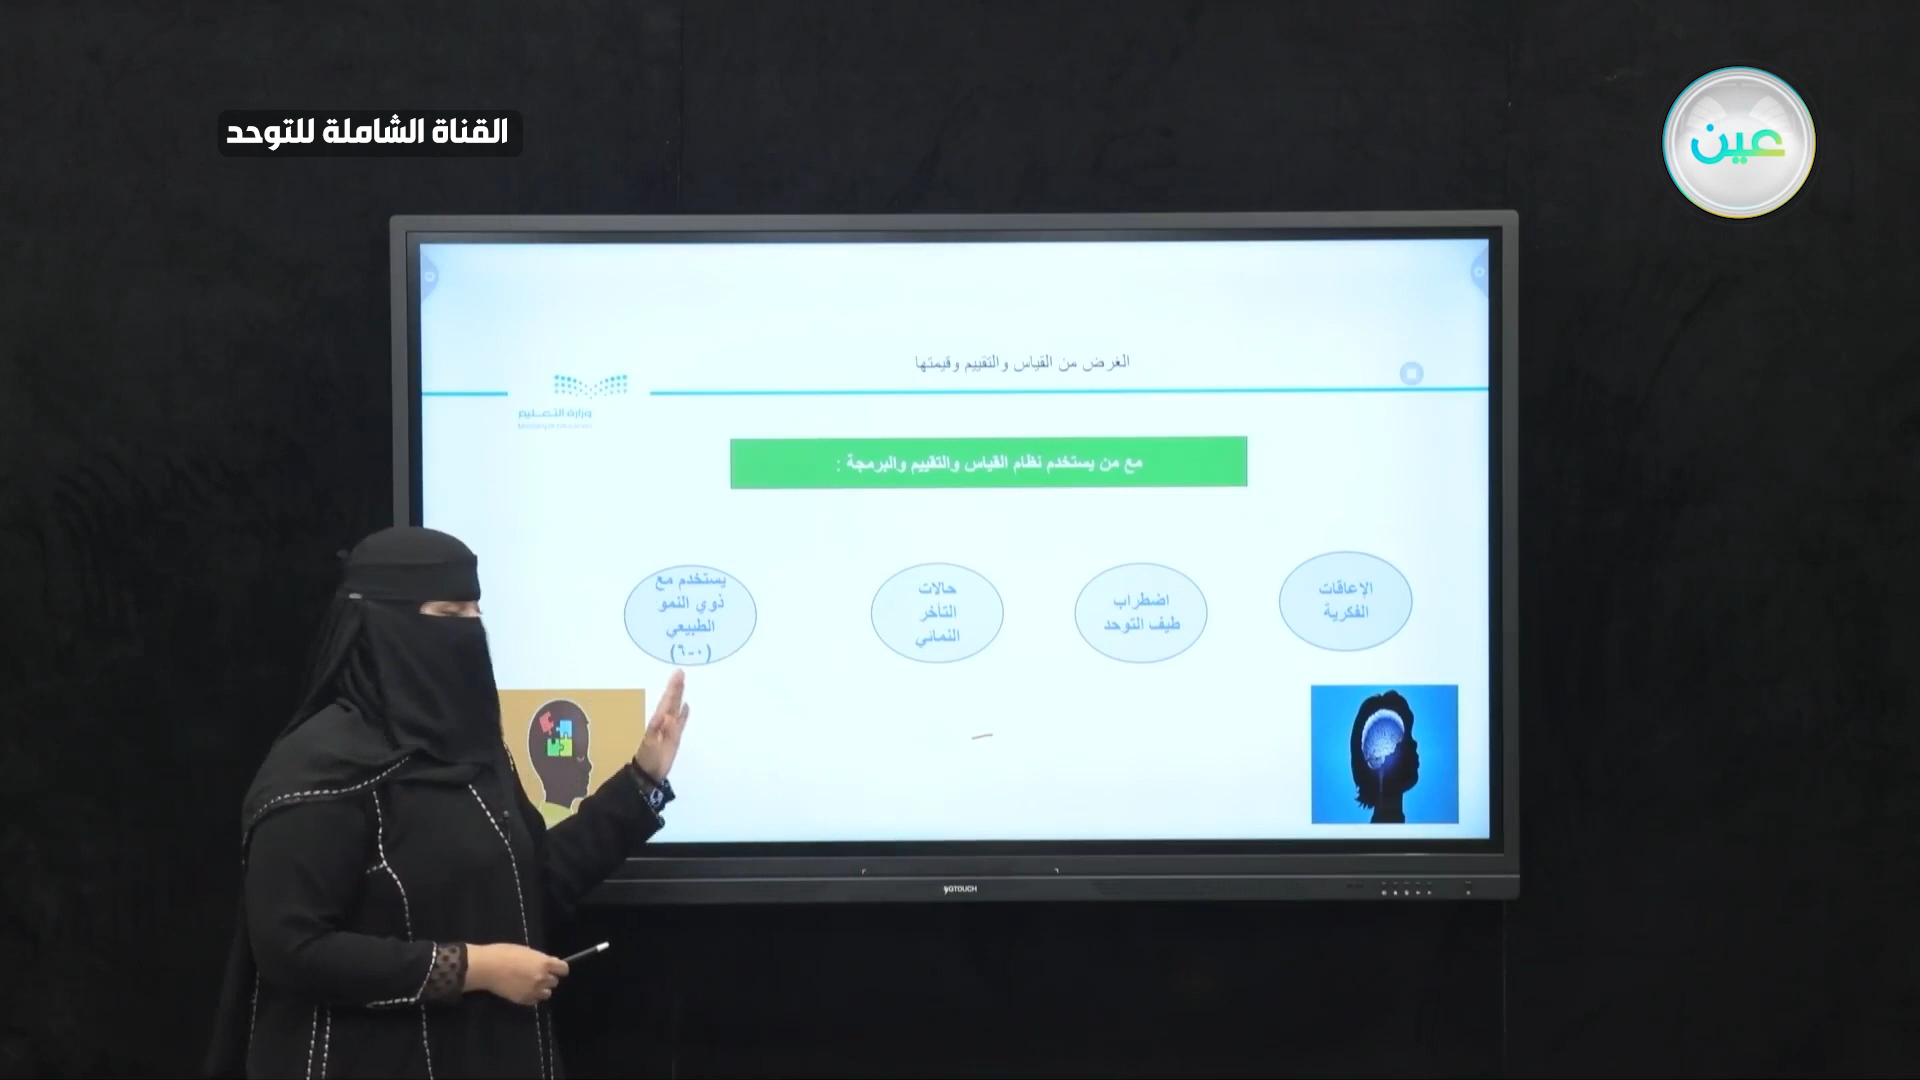 القناة الشاملة للتوحد
عين
الغرض من القياس والتقييم وقيمتها
وزارة التعليم
مع من يستخدم نظام القياس والتقييم والبرمجة :
الإعاقات
الفكرية
اضطراب
طيف التوحد
حالات
التأخر
النمائي
يستخدم مع
ذوي النمو
الطبيعي
(٠-٦)